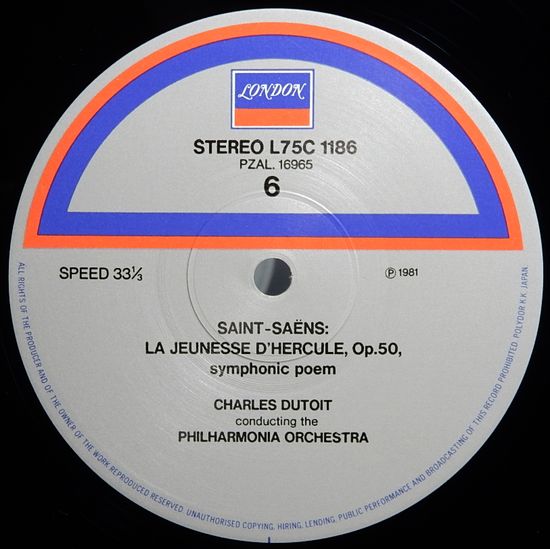 LONDON
STEREO L75C 1186
PZAL. 16965
6
SPEED 33⅓
Ⓟ 1981
SAINT-SAËNS:
LA JEUNESSE D'HERCULE, Op.50,
symphonic poem
CHARLES DUTOIT
conducting the
PHILHARMONIA ORCHESTRA
ALL RIGHTS OF THE PRODUCER AND OF THE OWNER OF THE WORK REPRODUCED RESERVED. UNAUTHORISED COPYING, HIRING, LENDING, PUBLIC PERFORMANCE AND BROADCASTING OF THIS RECORD PROHIBITED. POLYDOR K.K. JAPAN.